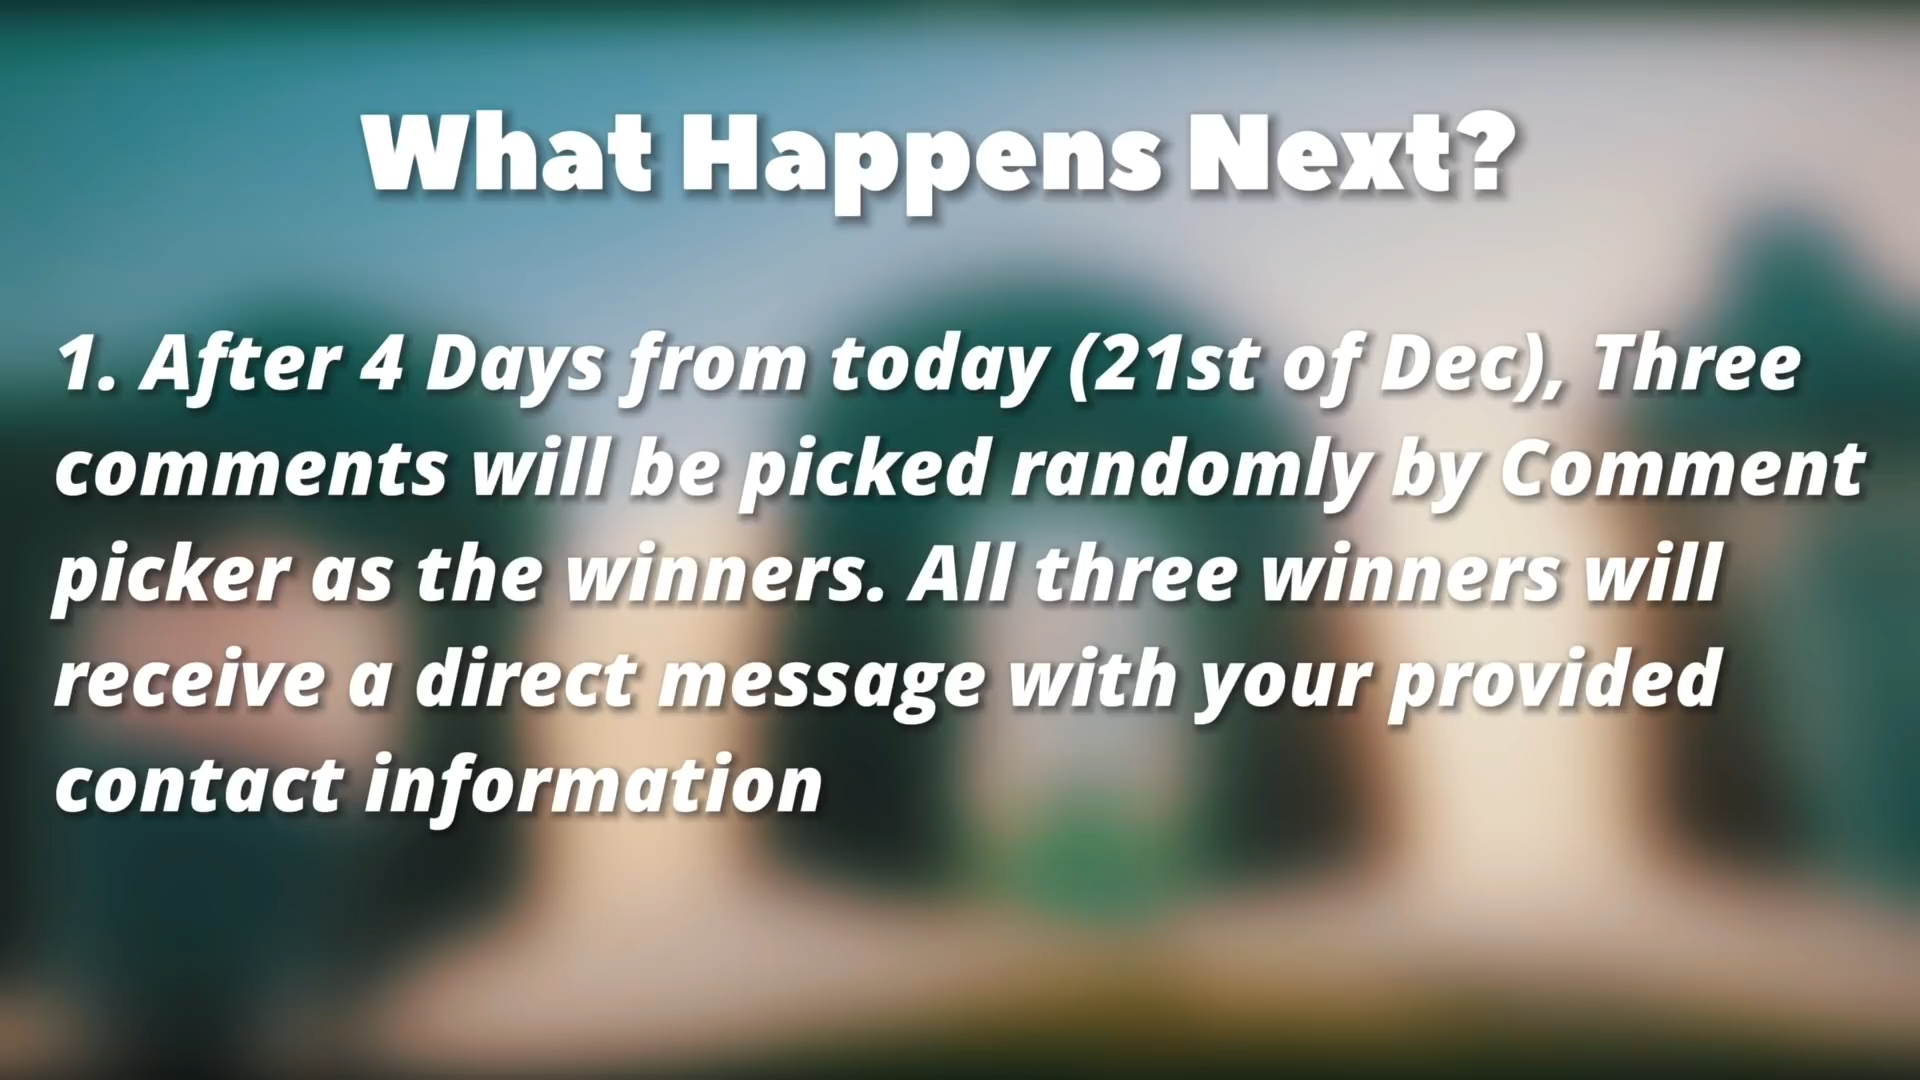 What Happens Next?
1. After 4 Days from today (21st of Dec), Three
comments will be picked randomly by Comment
picker as the winners. All three winners will
receive a direct message with your provided
contact information